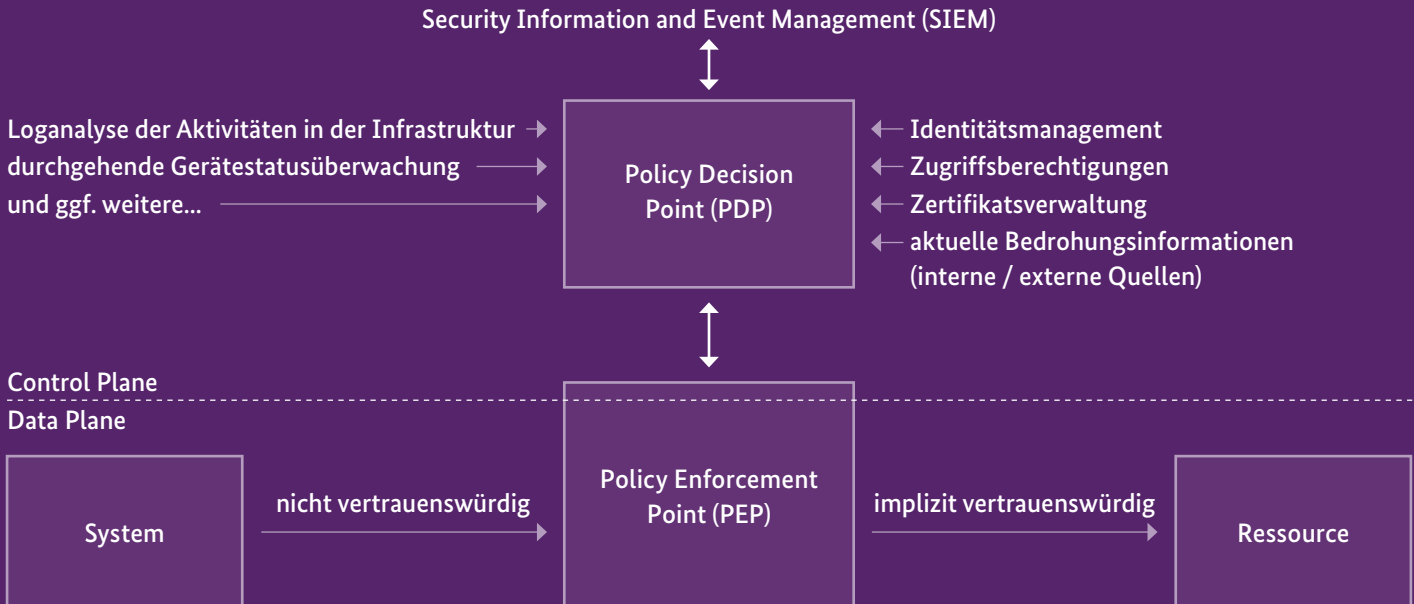 Security Information and Event Management (SIEM)
Loganalyse der Aktivitäten in der Infrastruktur
durchgehende Gerätestatusüberwachung
und ggf. weitere...
Policy Decision
Point (PDP)
Identitätsmanagement
Zugriffsberechtigungen
Zertifikatsverwaltung
aktuelle Bedrohungsinformationen
(interne / externe Quellen)
Control Plane
Data Plane
System
nicht vertrauenswürdig
Policy Enforcement
Point (PEP)
implizit vertrauenswürdig
Ressource